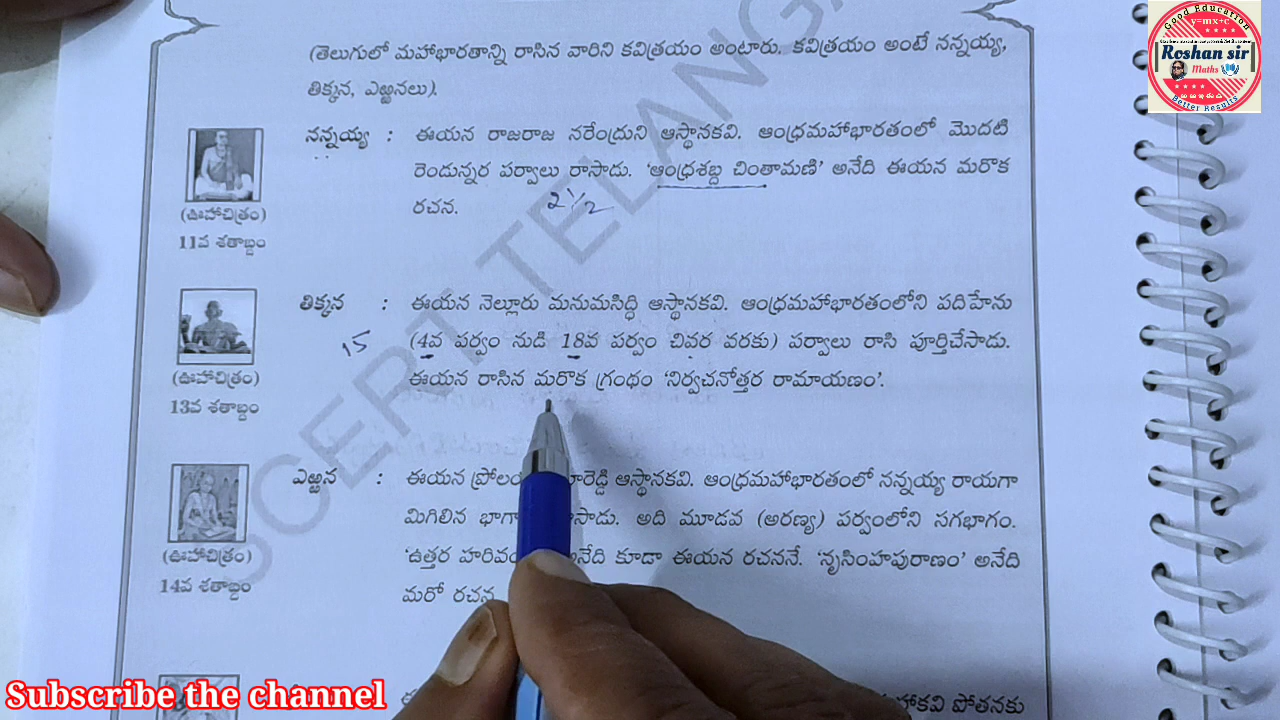 (తెలుగులో మహాభారతాన్ని రాసిన వారిని కవిత్రయం అంటారు. కవిత్రయం అంటే నన్నయ్య,
తిక్కన, ఎఱ్ఱనలు).
నన్నయ్య : ఈయన రాజరాజ నరేంద్రుని ఆస్థానకవి. ఆంధ్రమహాభారతంలో మొదటి
రెండున్నర పర్వాలు రాసాడు. 'ఆంధ్రశబ్ద చింతామణి' అనేది ఈయన మరొక
రచన. 2 1/2
(ఊహాచిత్రం)
11వ శతాబ్దం
తిక్కన : ఈయన నెల్లూరు మనుమసిద్ధి ఆస్థానకవి. ఆంధ్రమహాభారతంలోని పదిహేను
15 (4వ పర్వం నుడి 18వ పర్వం చివర వరకు) పర్వాలు రాసి పూర్తిచేసాడు.
ఈయన రాసిన మరొక గ్రంథం 'నిర్వచనోత్తర రామాయణం'.
(ఊహాచిత్రం)
13వ శతాబ్దం
ఎఱ్ఱన : ఈయన ఆస్థానకవి. ఆంధ్రమహాభారతంలో నన్నయ్య రాయగా
మిగిలిన అది మూడవ (అరణ్య) పర్వంలోని సగభాగం.
'ఉత్తర కూడా ఈయన రచననే. 'నృసింహపురాణం' అనేది
మరో రచన
(ఊహాచిత్రం)
14వ శతాబ్దం
పోతనకు
SCERT TELANGA
Good Education
y=mx+c
Roshan sir
Maths
Better Results
Subscribe the channel